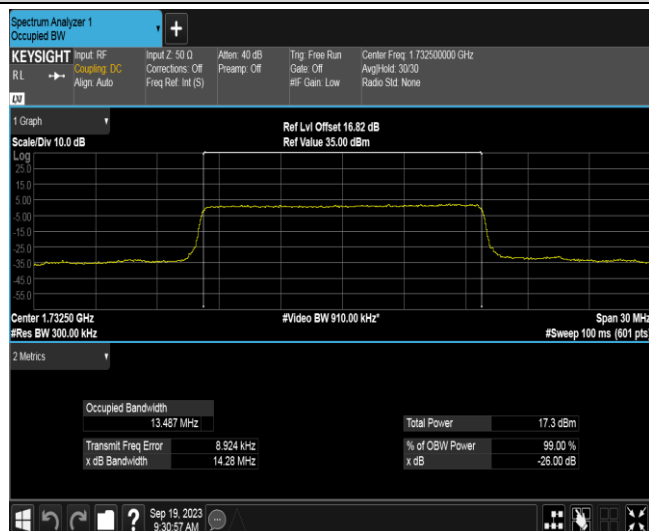 Spectrum Analyzer 1
Occupied BW
+
KEYSIGHT Input: RF Input Z: 50 Ω Atten: 40 dB Trig: Free Run Center Freq: 1.732500000 GHz
RL Coupling: DC Corrections: Off Preamp: Off Gate: Off Avg|Hold: 30/30
Align: Auto Freq Ref: Int (S) #IF Gain: Low Radio Std: None
LXI
1 Graph
Ref Lvl Offset 16.82 dB
Scale/Div 10.0 dB Ref Value 35.00 dBm
Log
25.0
15.0
5.00
-5.00
-15.0
-25.0
-35.0
-45.0
-55.0
Center 1.73250 GHz #Video BW 910.00 kHz* Span 30 MHz
#Res BW 300.00 kHz #Sweep 100 ms (601 pts)
2 Metrics
Occupied Bandwidth
13.487 MHz Total Power 17.3 dBm
Transmit Freq Error 8.924 kHz % of OBW Power 99.00 %
x dB Bandwidth 14.28 MHz x dB -26.00 dB
? Sep 19, 2023
9:30:57 AM